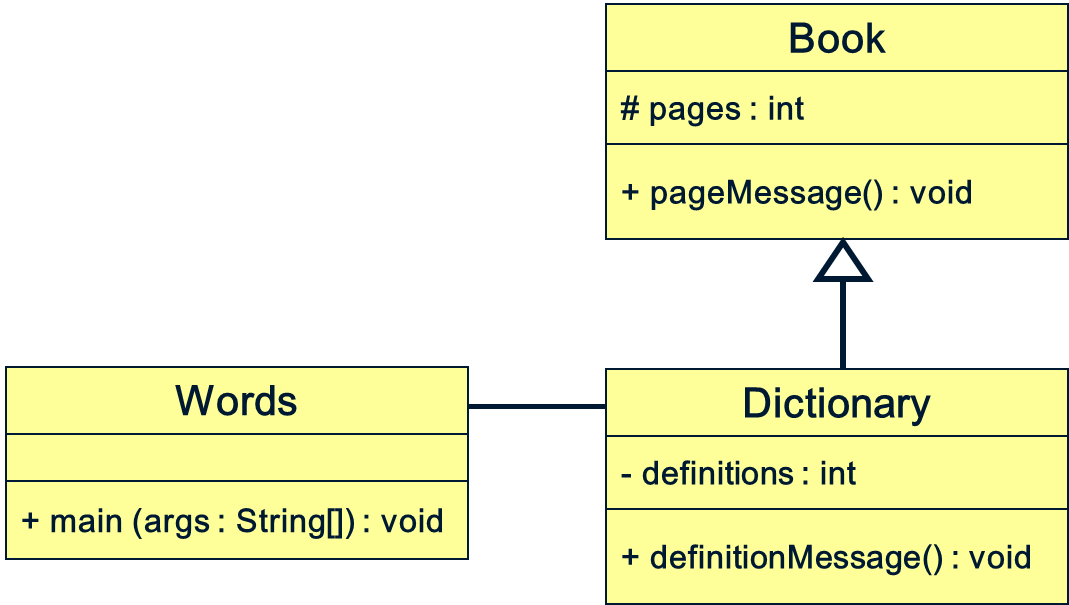 Book
# pages : int
+ pageMessage() : void
Words
+ main (args : String[]) : void
Dictionary
- definitions : int
+ definitionMessage() : void